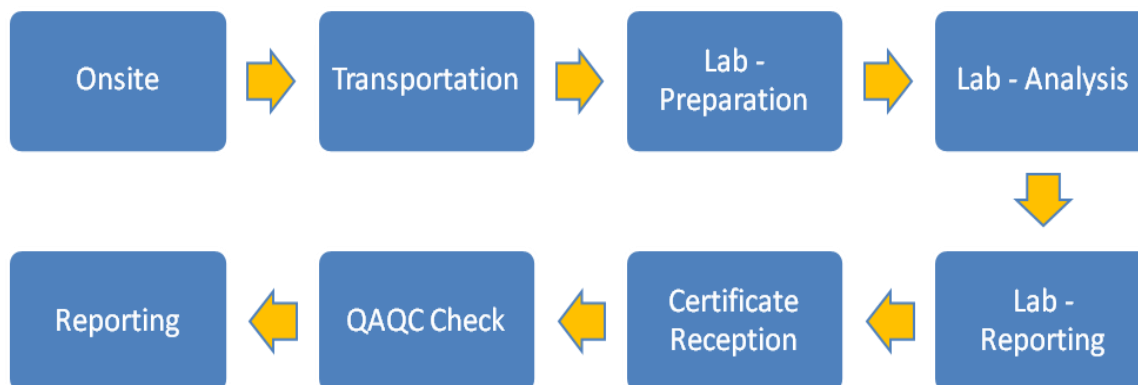 Onsite
Transportation
Lab -
Preparation
Lab - Analysis
Lab -
Reporting
Certificate
Reception
QAQC Check
Reporting